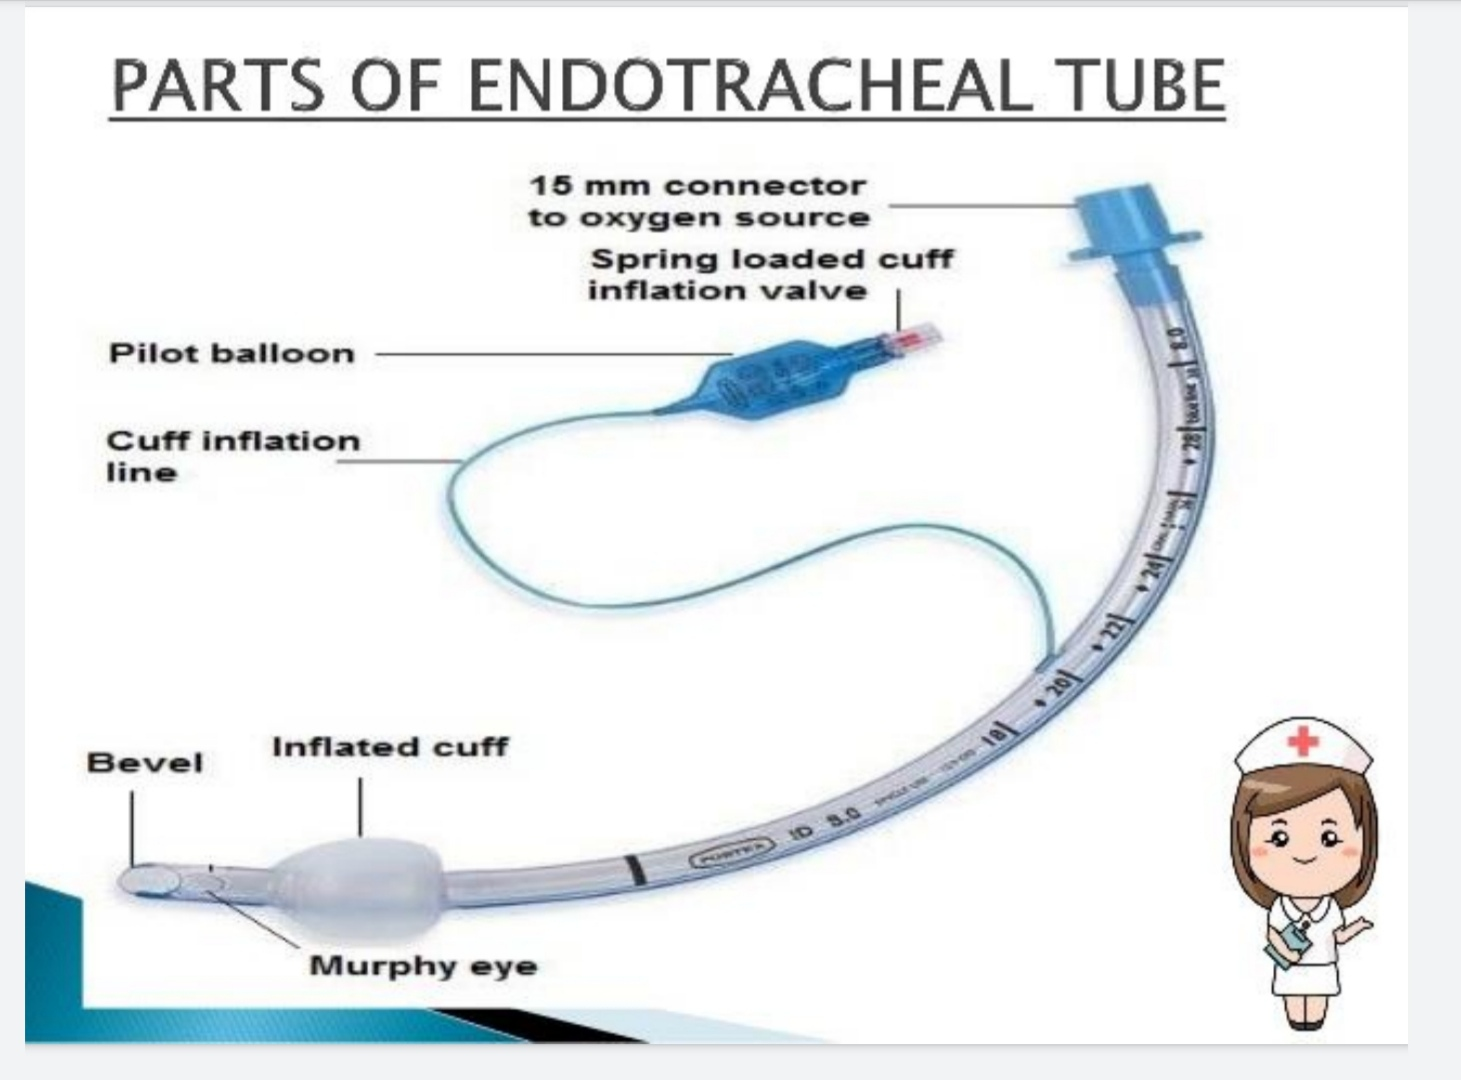 PARTS OF ENDOTRACHEAL TUBE
15 mm connector
to oxygen source
Spring loaded cuff
inflation valve
Pilot balloon
Cuff inflation
line
8.0
28
24
22
20
18
ID 8.0
PORTEX
Bevel
Inflated cuff
Murphy eye